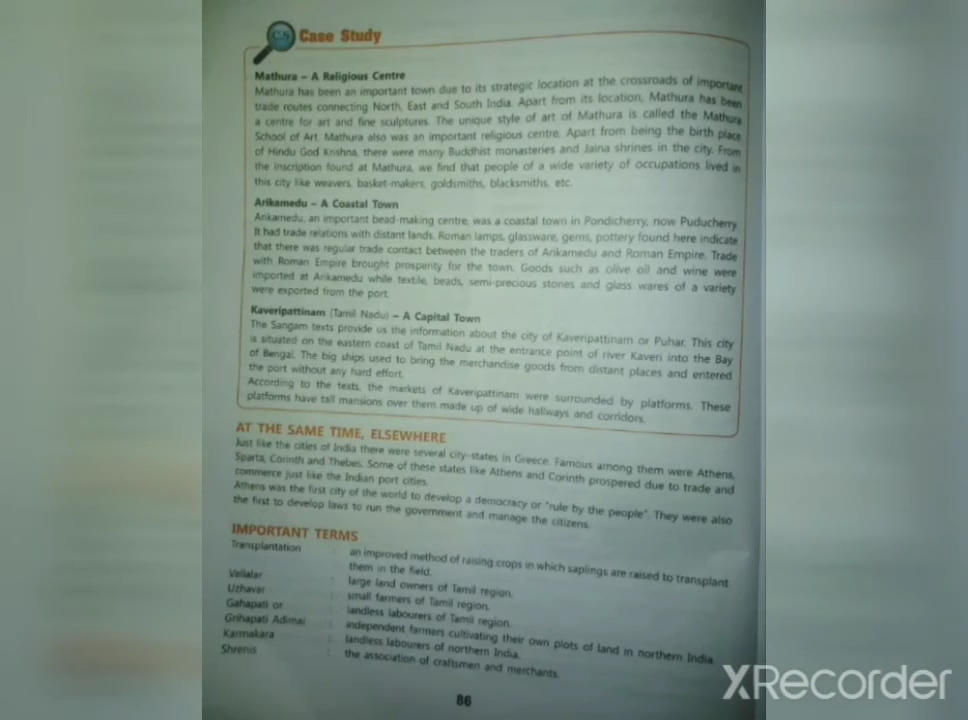 CS Case Study
Mathura – A Religious Centre
Mathura has been an important town due to its strategic location at the crossroads of important
trade routes connecting North, East and South India. Apart from its location, Mathura has been
a centre for art and fine sculptures. The unique style of art of Mathura is called the Mathura
School of Art. Mathura also was an important religious centre. Apart from being the birth place
of Hindu God Krishna, there were many Buddhist monasteries and Jaina shrines in the city. From
the inscription found at Mathura, we find that people of a wide variety of occupations lived in
this city like weavers, basket-makers, goldsmiths, blacksmiths, etc.
Arikamedu – A Coastal Town
Arikamedu, an important bead-making centre, was a coastal town in Pondicherry, now Puducherry.
It had trade relations with distant lands. Roman lamps, glassware, gems, pottery found here indicate
that there was regular trade contact between the traders of Arikamedu and Roman Empire. Trade
with Roman Empire brought prosperity for the town. Goods such as olive oil and wine were
imported at Arikamedu while textile, beads, semi-precious stones and glass wares of a variety
were exported from the port.
Kaveripattinam (Tamil Nadu) – A Capital Town
The Sangam texts provide us the information about the city of Kaveripattinam or Puhar. This city
is situated on the eastern coast of Tamil Nadu at the entrance point of river Kaveri into the Bay
of Bengal. The big ships used to bring the merchandise goods from distant places and entered
the port without any hard effort.
According to the texts, the markets of Kaveripattinam were surrounded by platforms. These
platforms have tall mansions over them made up of wide hallways and corridors.
AT THE SAME TIME, ELSEWHERE
Just like the cities of India there were several city-states in Greece. Famous among them were Athens,
Sparta, Corinth and Thebes. Some of these states like Athens and Corinth prospered due to trade and
commerce just like the Indian port cities.
Athens was the first city of the world to develop a democracy or "rule by the people". They were also
the first to develop laws to run the government and manage the citizens.
IMPORTANT TERMS
Transplantation : an improved method of raising crops in which saplings are raised to transplant
them in the field.
Vellalar : large land owners of Tamil region.
Uzhavar : small farmers of Tamil region.
Gahapati or : landless labourers of Tamil region.
Grihapati Adimai : independent farmers cultivating their own plots of land in northern India.
Karmakara : landless labourers of northern India.
Shrenis : the association of craftsmen and merchants.
86
XRecorder